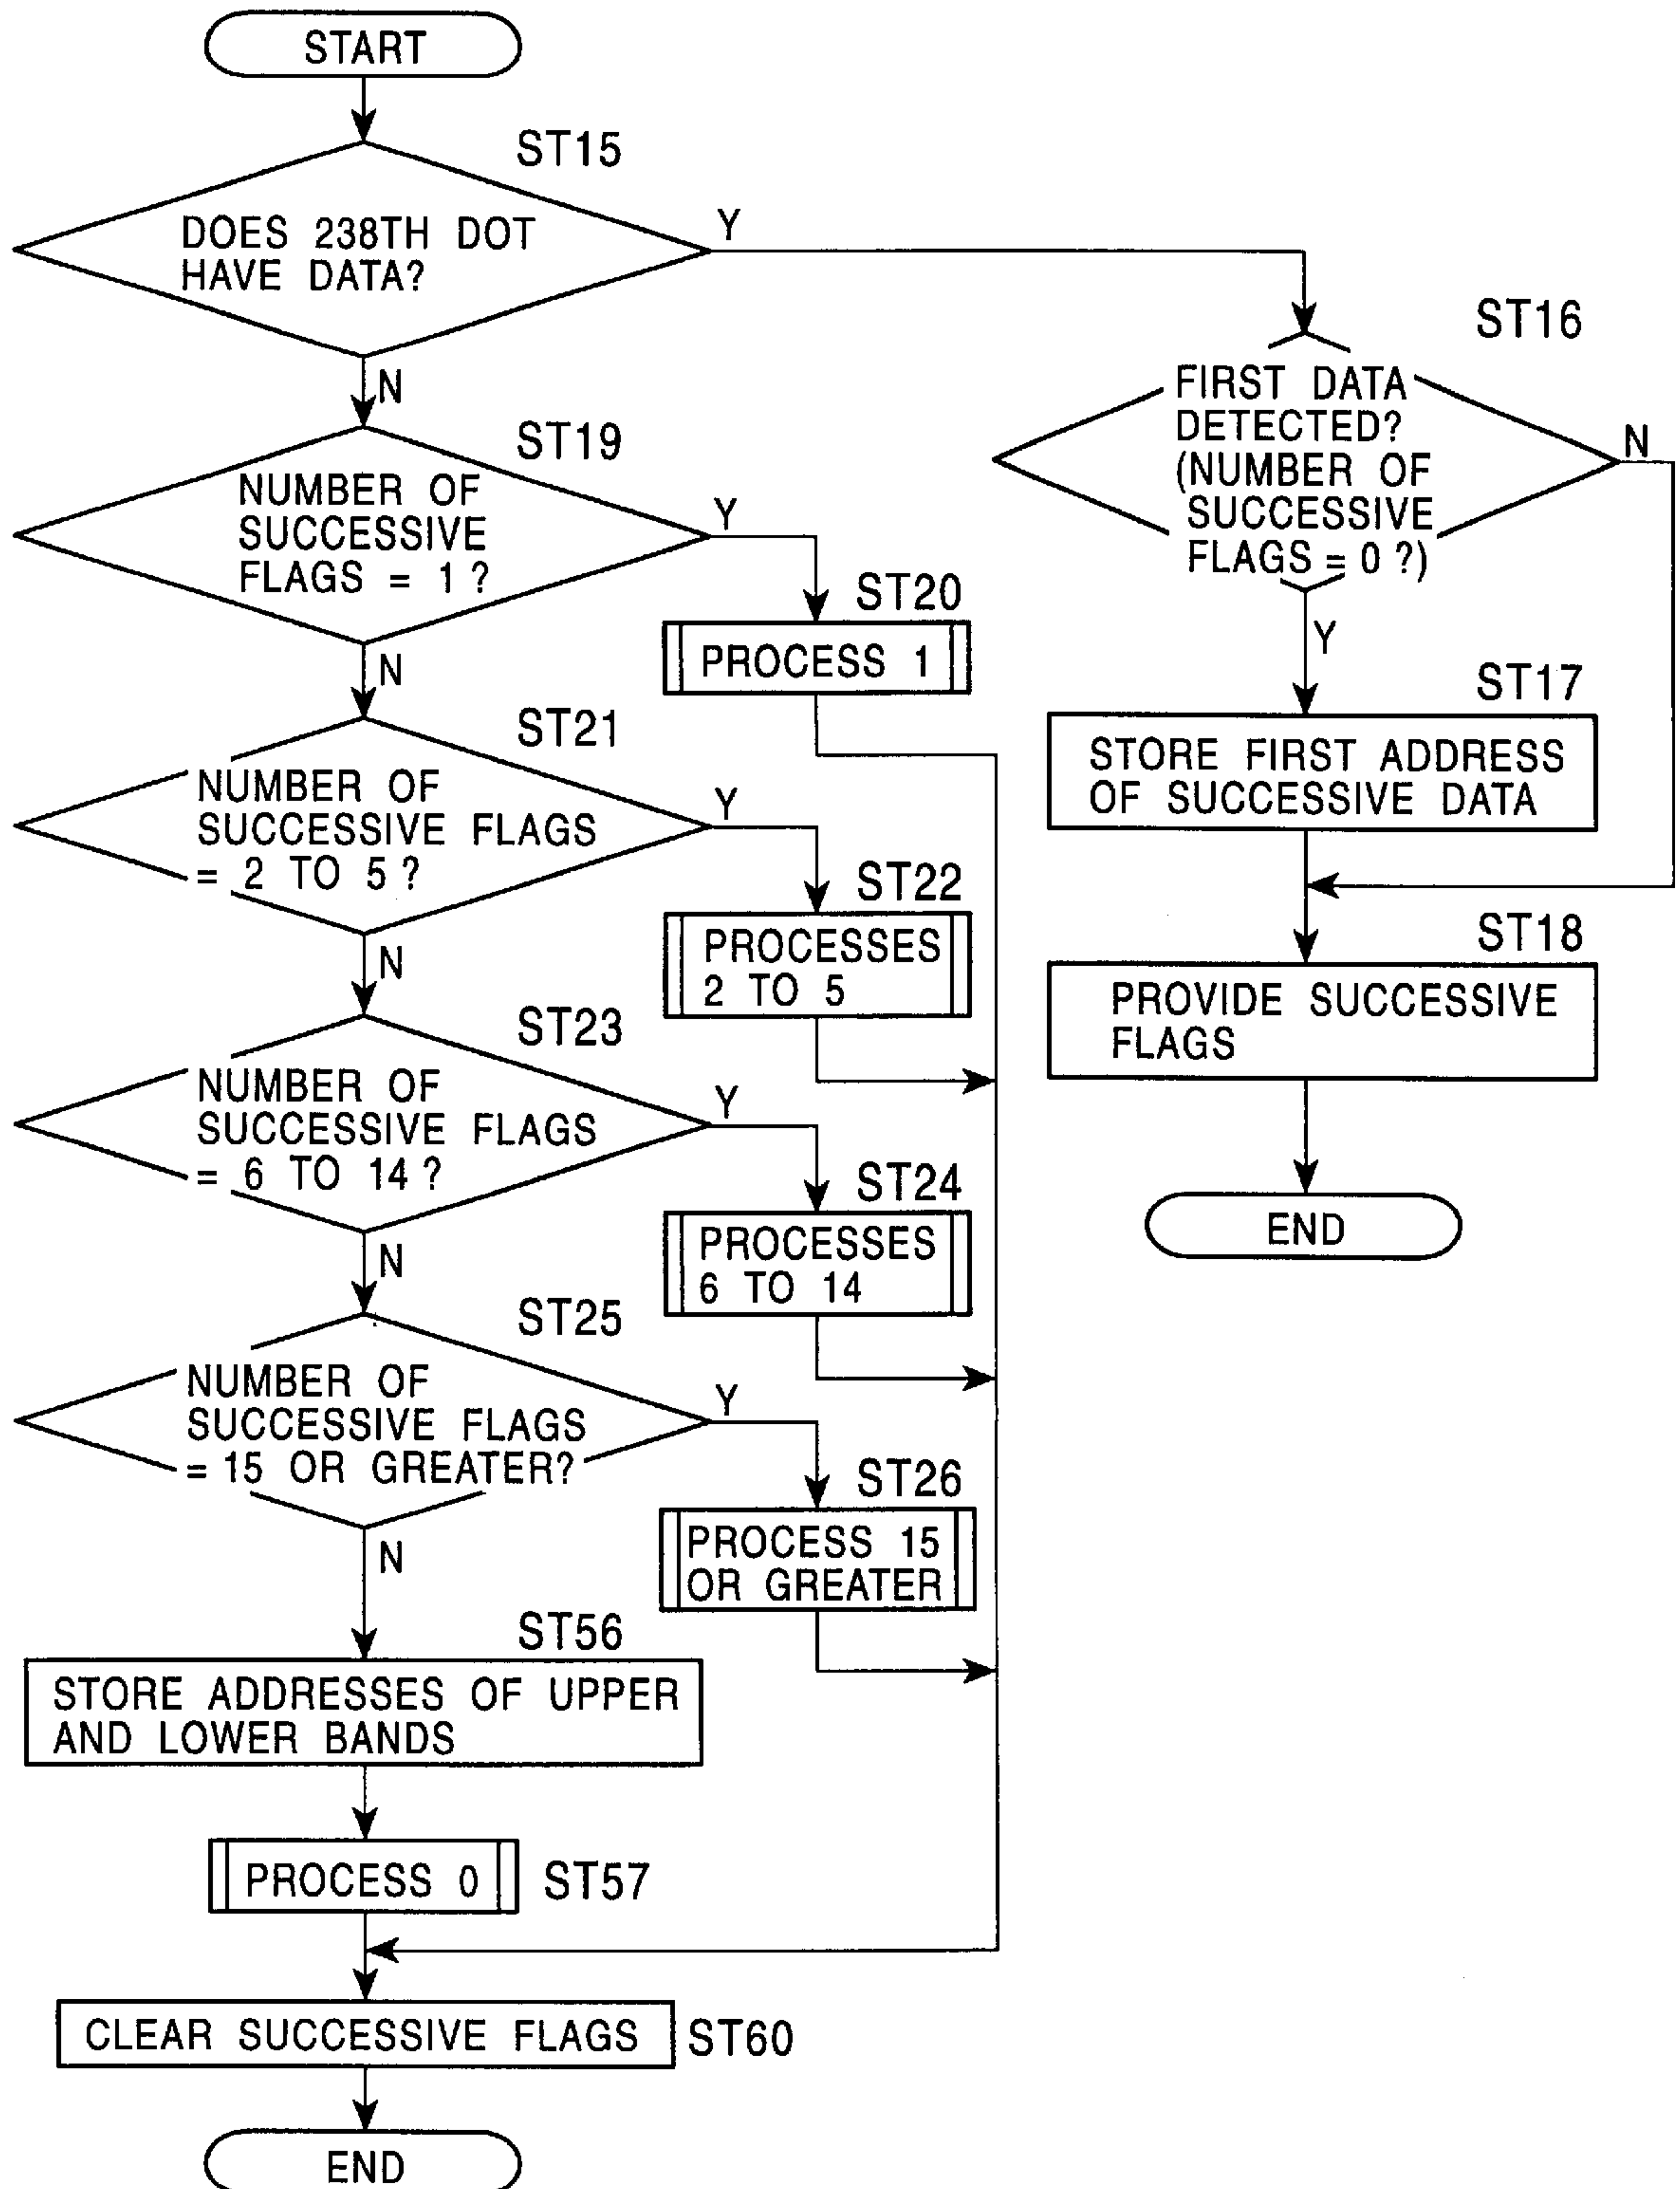 START
ST15
DOES 238TH DOT
HAVE DATA?
Y
N
ST16
FIRST DATA
DETECTED?
(NUMBER OF
SUCCESSIVE
FLAGS = 0 ?)
N
Y
ST19
NUMBER OF
SUCCESSIVE
FLAGS = 1 ?
Y
N
ST20
PROCESS 1
ST17
STORE FIRST ADDRESS
OF SUCCESSIVE DATA
ST21
NUMBER OF
SUCCESSIVE FLAGS
= 2 TO 5 ?
Y
N
ST22
PROCESSES
2 TO 5
ST18
PROVIDE SUCCESSIVE
FLAGS
END
ST23
NUMBER OF
SUCCESSIVE FLAGS
= 6 TO 14 ?
Y
N
ST24
PROCESSES
6 TO 14
ST25
NUMBER OF
SUCCESSIVE FLAGS
= 15 OR GREATER?
Y
N
ST26
PROCESS 15
OR GREATER
ST56
STORE ADDRESSES OF UPPER
AND LOWER BANDS
PROCESS 0
ST57
CLEAR SUCCESSIVE FLAGS
ST60
END